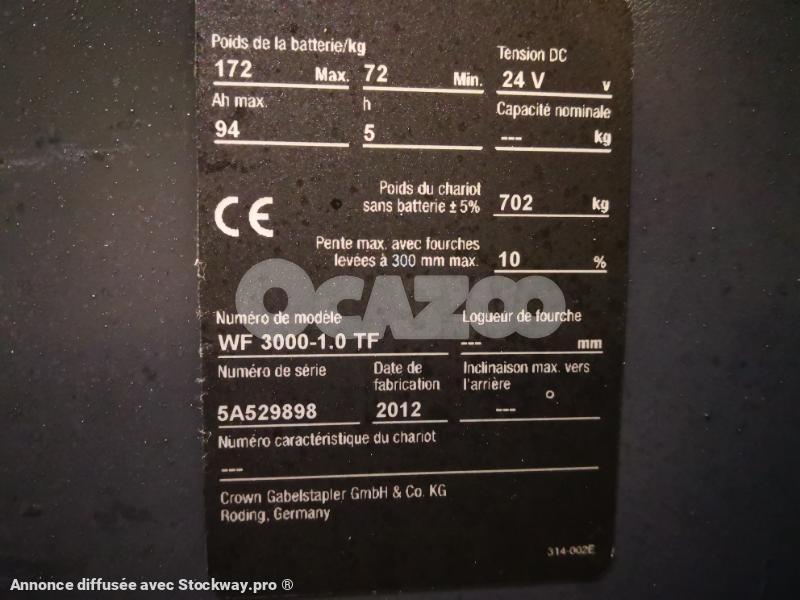 Poids de la batterie/kg
172 Max. 72 Min.
Tension DC
24 V v
Ah max. h
94 5
Capacité nominale
--- kg
CE
Poids du chariot
sans batterie ± 5% 702 kg
Pente max. avec fourches
levées à 300 mm max. 10 %
OCAZOO
Numéro de modèle
WF 3000-1.0 TF
Logueur de fourche
--- mm
Numéro de série
5A529898
Date de
fabrication
2012
Inclinaison max. vers
l'arrière
--- °
Numéro caractéristique du chariot
---
Crown Gabelstapler GmbH & Co. KG
Roding, Germany
314-002E
Annonce diffusée avec Stockway.pro ®